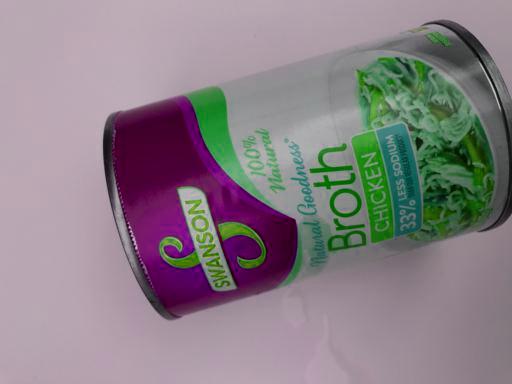 SWANSON
100%
Natural
Natural Goodness
Broth
CHICKEN
33% LESS SODIUM